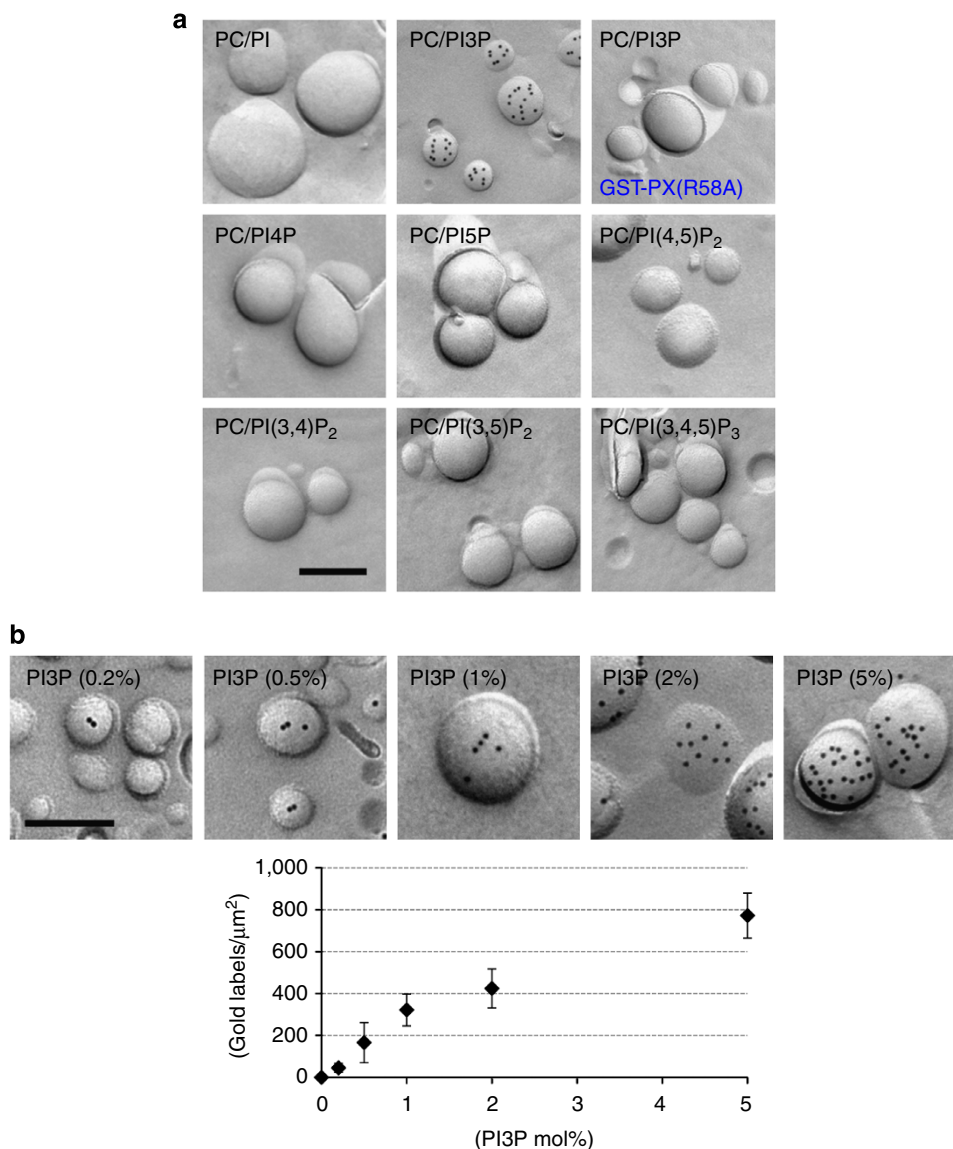 a
PC/PI
PC/PI3P
PC/PI3P
GST-PX(R58A)
PC/PI4P
PC/PI5P
PC/PI(4,5)P2
PC/PI(3,4)P2
PC/PI(3,5)P2
PC/PI(3,4,5)P3
b
PI3P (0.2%)
PI3P (0.5%)
PI3P (1%)
PI3P (2%)
PI3P (5%)
1,000
800
600
400
200
0
(Gold labels/μm²)
0 1 2 3 4 5
(PI3P mol%)